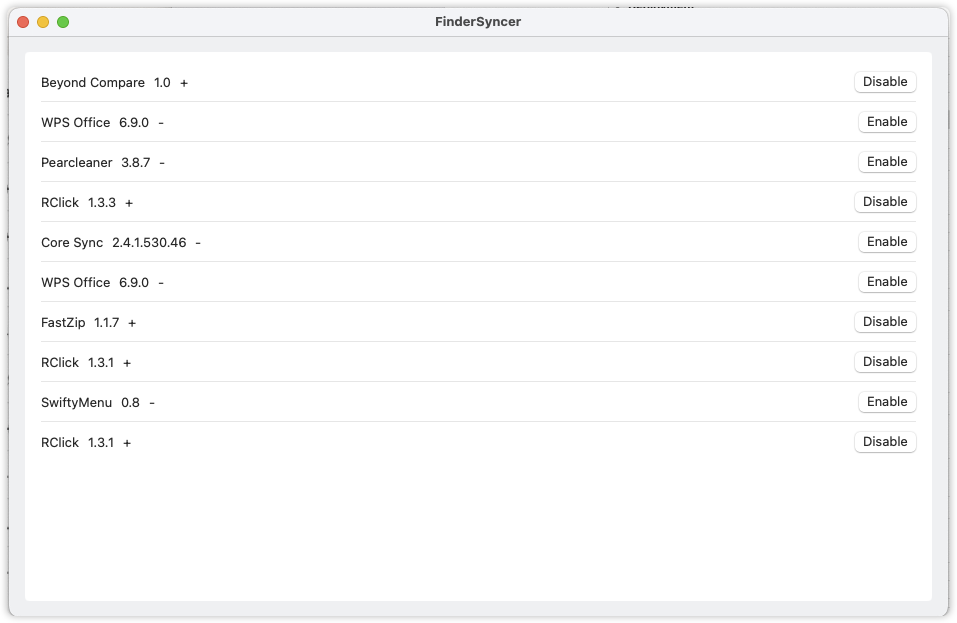 FinderSyncer
Beyond Compare 1.0 + Disable
WPS Office 6.9.0 - Enable
Pearcleaner 3.8.7 - Enable
RClick 1.3.3 + Disable
Core Sync 2.4.1.530.46 - Enable
WPS Office 6.9.0 - Enable
FastZip 1.1.7 + Disable
RClick 1.3.1 + Disable
SwiftyMenu 0.8 - Enable
RClick 1.3.1 + Disable